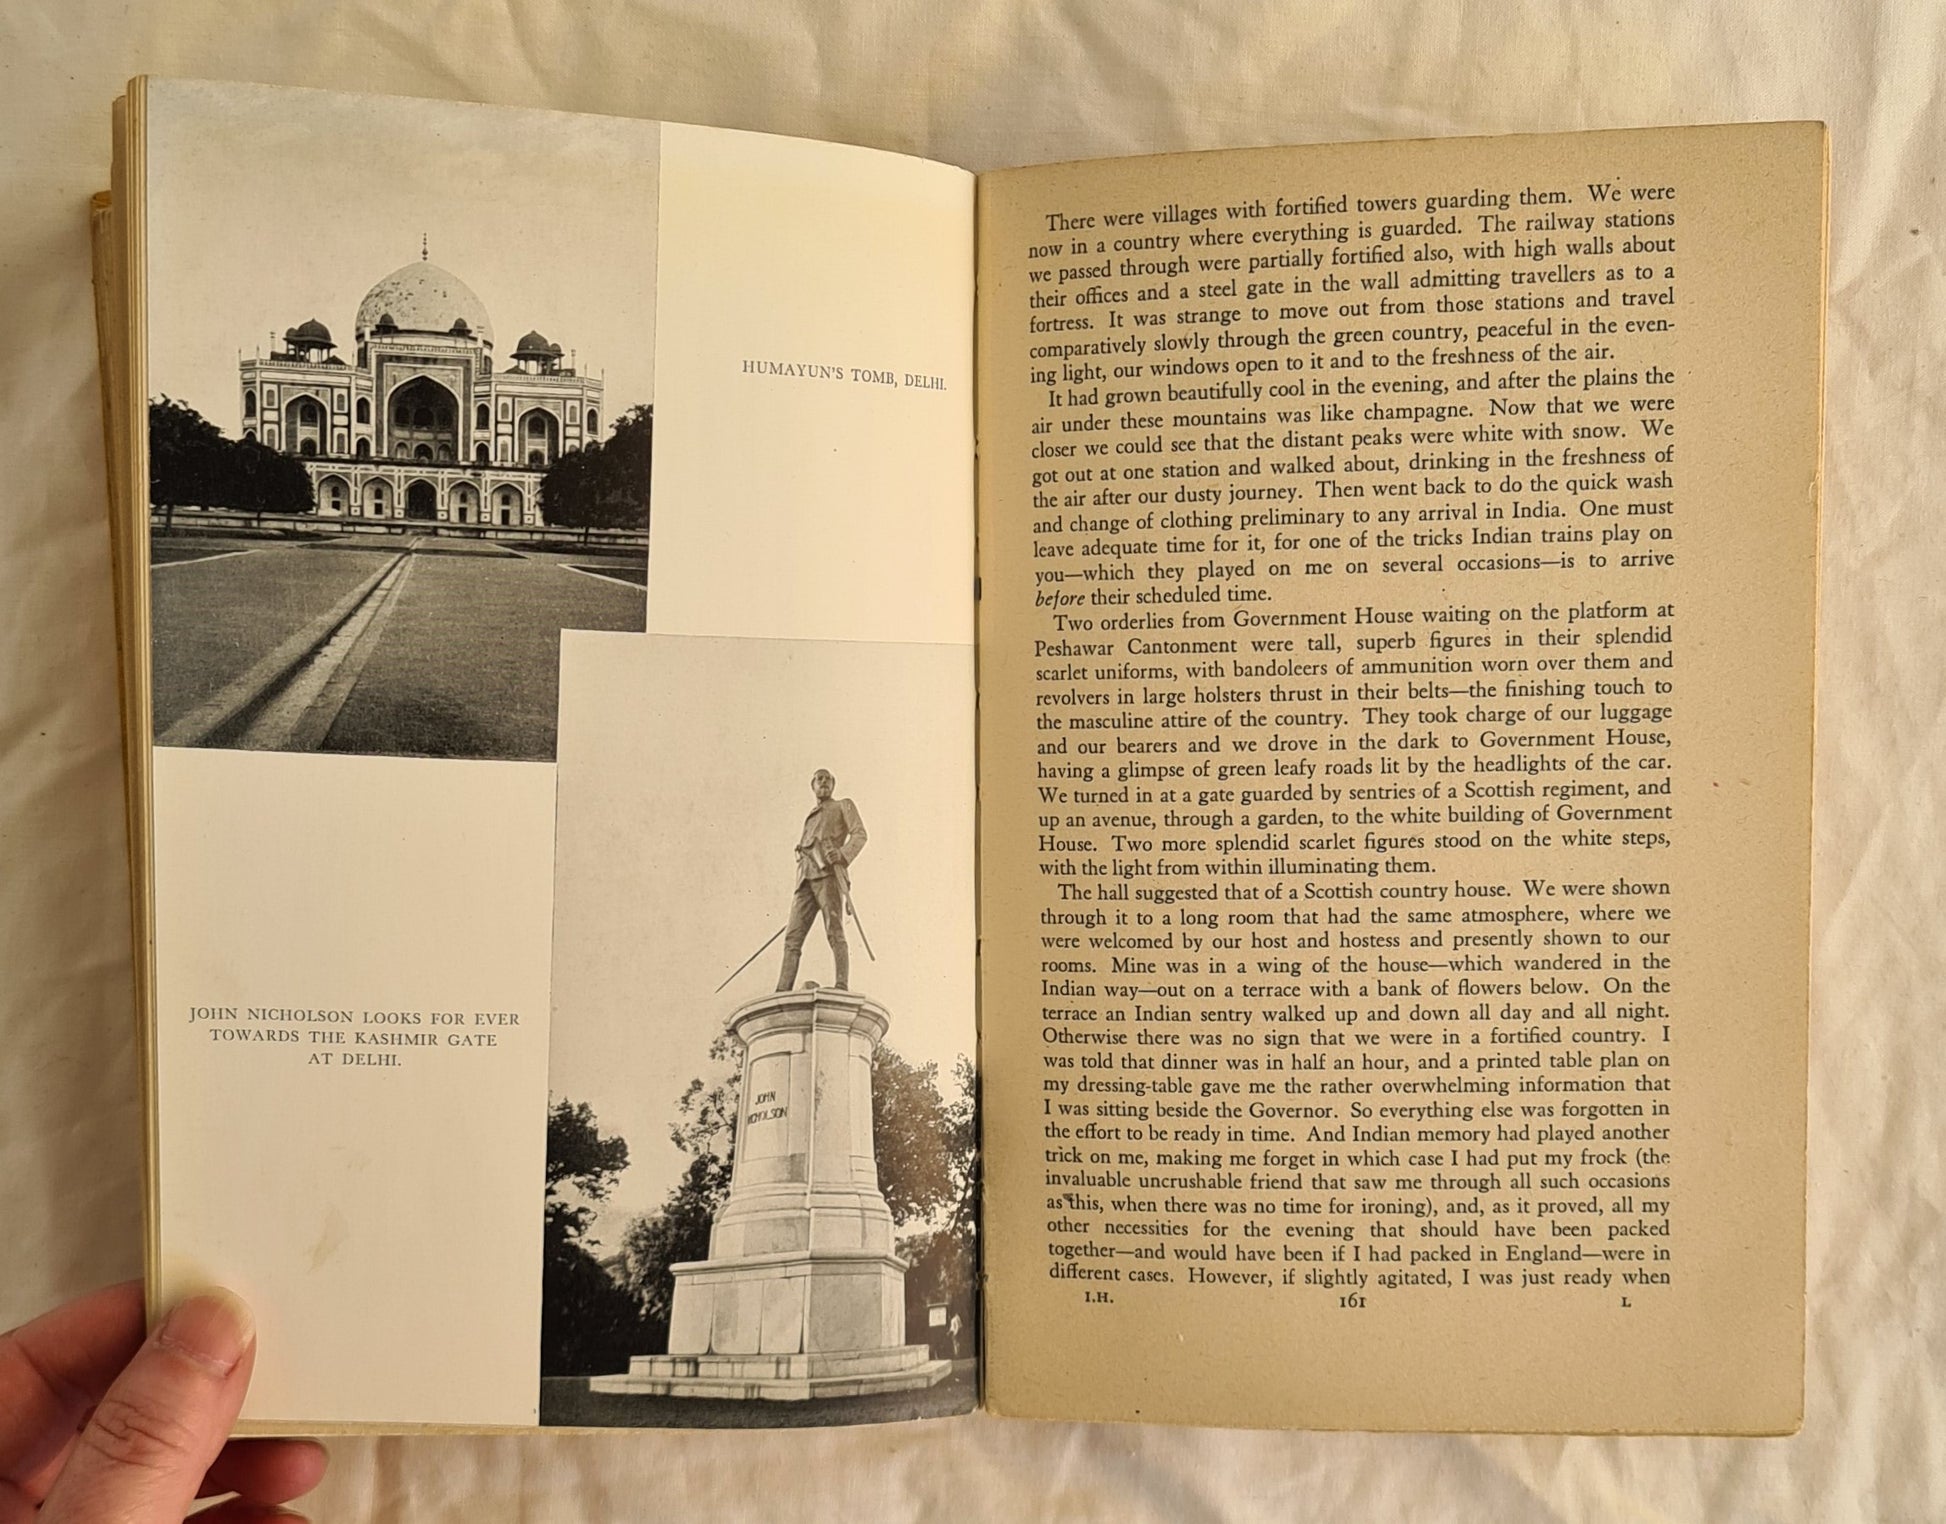 HUMAYUN'S TOMB, DELHI.
JOHN NICHOLSON LOOKS FOR EVER
TOWARDS THE KASHMIR GATE
AT DELHI.
JOHN
NICHOLSON
There were villages with fortified towers guarding them. We were
now in a country where everything is guarded. The railway stations
we passed through were partially fortified also, with high walls about
their offices and a steel gate in the wall admitting travellers as to a
fortress. It was strange to move out from those stations and travel
comparatively slowly through the green country, peaceful in the even-
ing light, our windows open to it and to the freshness of the air.
It had grown beautifully cool in the evening, and after the plains the
air under these mountains was like champagne. Now that we were
closer we could see that the distant peaks were white with snow. We
got out at one station and walked about, drinking in the freshness of
the air after our dusty journey. Then went back to do the quick wash
and change of clothing preliminary to any arrival in India. One must
leave adequate time for it, for one of the tricks Indian trains play on
you—which they played on me on several occasions—is to arrive
before their scheduled time.
Two orderlies from Government House waiting on the platform at
Peshawar Cantonment were tall, superb figures in their splendid
scarlet uniforms, with bandoleers of ammunition worn over them and
revolvers in large holsters thrust in their belts—the finishing touch to
the masculine attire of the country. They took charge of our luggage
and our bearers and we drove in the dark to Government House,
having a glimpse of green leafy roads lit by the headlights of the car.
We turned in at a gate guarded by sentries of a Scottish regiment, and
up an avenue, through a garden, to the white building of Government
House. Two more splendid scarlet figures stood on the white steps,
with the light from within illuminating them.
The hall suggested that of a Scottish country house. We were shown
through it to a long room that had the same atmosphere, where we
were welcomed by our host and hostess and presently shown to our
rooms. Mine was in a wing of the house—which wandered in the
Indian way—out on a terrace with a bank of flowers below. On the
terrace an Indian sentry walked up and down all day and all night.
Otherwise there was no sign that we were in a fortified country. I
was told that dinner was in half an hour, and a printed table plan on
my dressing-table gave me the rather overwhelming information that
I was sitting beside the Governor. So everything else was forgotten in
the effort to be ready in time. And Indian memory had played another
trick on me, making me forget in which case I had put my frock (the
invaluable uncrushable friend that saw me through all such occasions
as this, when there was no time for ironing), and, as it proved, all my
other necessities for the evening that should have been packed
together—and would have been if I had packed in England—were in
different cases. However, if slightly agitated, I was just ready when
I.H. 161 L